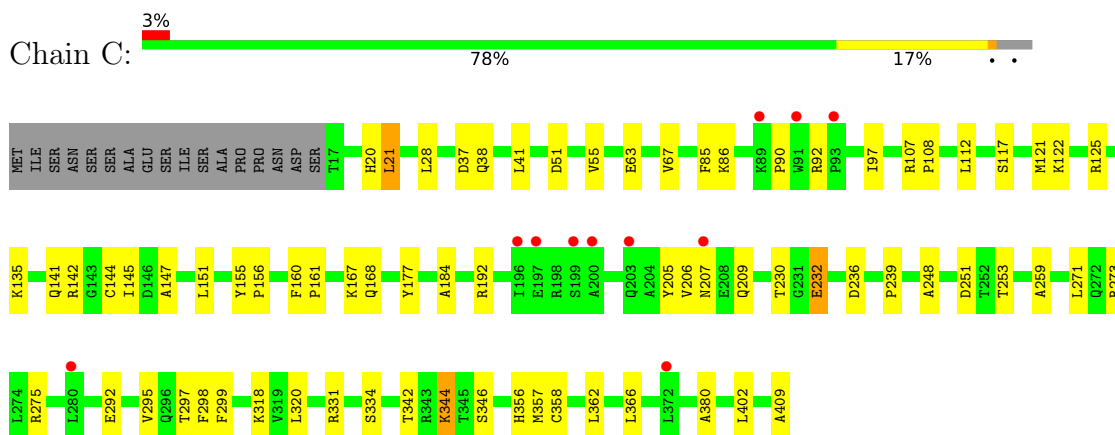 3%
Chain C:
78% 17% • •
MET ILE SER ASN SER SER ALA GLU SER ILE SER ALA PRO PRO ASN ASP SER T17 H20 L21 L28 D37 Q38 L41 D51 V55 E63 V67 F85 K86 K89 P90 W91 R92 P93 I97 R107 P108 L112 S117 M121 K122 R125
K135 Q141 R142 G143 C144 I145 D146 A147 L151 Y155 P156 F160 P161 K167 Q168 Y177 A184 R192 I196 E197 R198 S199 A200 Q203 A204 Y205 V206 N207 E208 Q209 T230 G231 E232 D236 P239 A248 D251 T252 T253 A259 L271 Q272 R273
L274 R275 L280 E292 V295 Q296 T297 F298 F299 K318 V319 L320 R331 S334 T342 R343 K344 T345 S346 H356 M357 C358 L362 L366 L372 A380 L402 A409